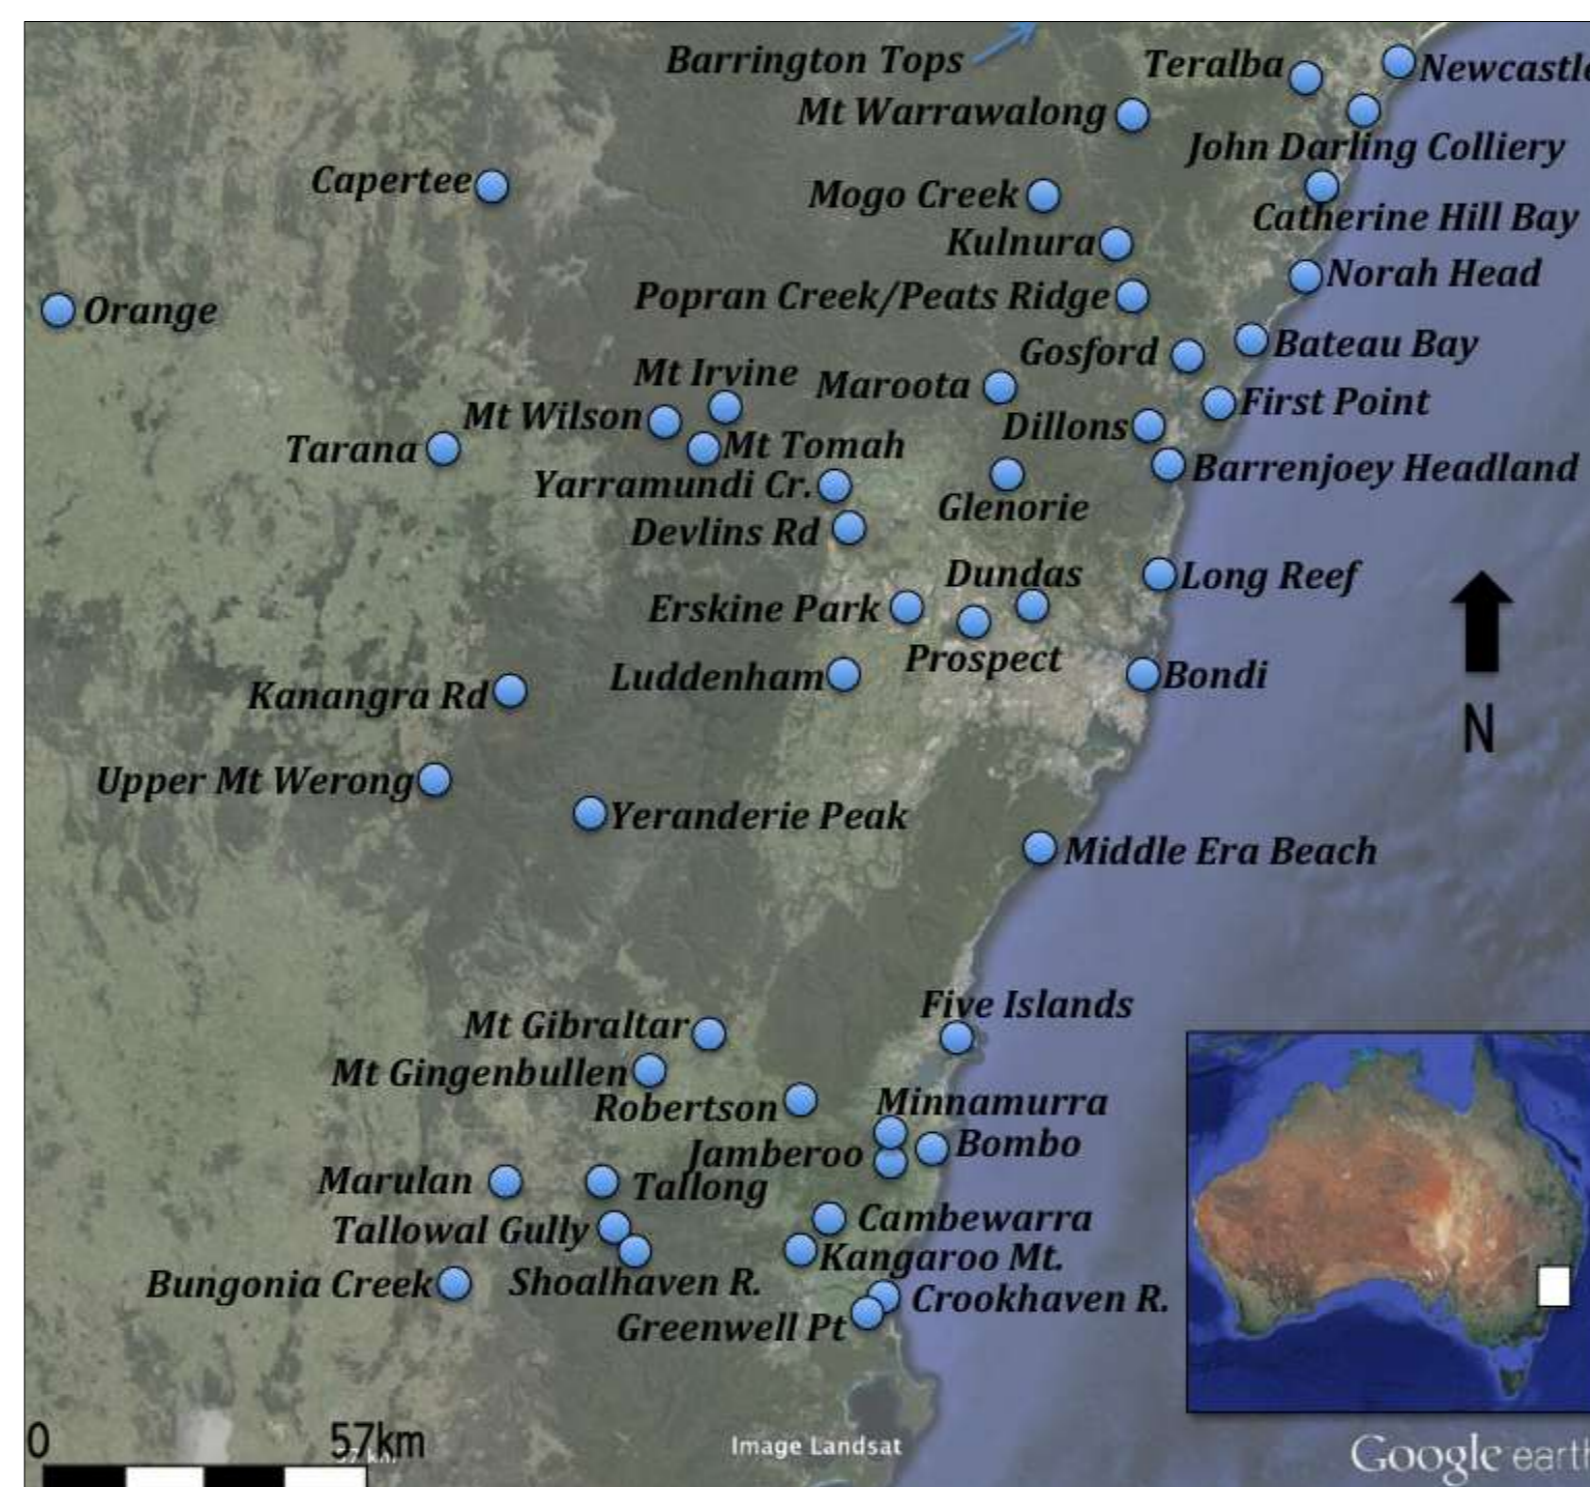 Barrington Tops
Teralba
Newcastle
Mt Warrawalong
John Darling Colliery
Capertee
Mogo Creek
Catherine Hill Bay
Kulnura
Norah Head
Orange
Popran Creek/Peats Ridge
Gosford
Bateau Bay
Mt Irvine
Maroota
First Point
Mt Wilson
Dillons
Tarana
Mt Tomah
Barrenjoey Headland
Yarramundi Cr.
Glenorie
Devlins Rd
Dundas
Long Reef
Erskine Park
Prospect
Luddenham
Bondi
Kanangra Rd
N
Upper Mt Werong
Yeranderie Peak
Middle Era Beach
Five Islands
Mt Gibraltar
Mt Gingenbullen
Robertson
Minnamurra
Jamberoo
Bombo
Marulan
Tallong
Cambewarra
Tallowal Gully
Kangaroo Mt.
Bungonia Creek
Shoalhaven R.
Crookhaven R.
Greenwell Pt
0
57km
Image Landsat
Google earth